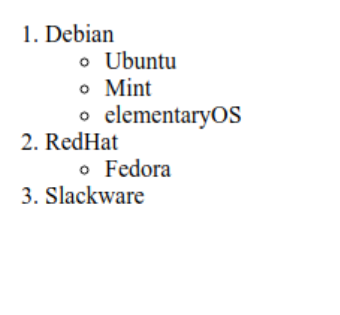 1. Debian
◦ Ubuntu
◦ Mint
◦ elementaryOS
2. RedHat
◦ Fedora
3. Slackware